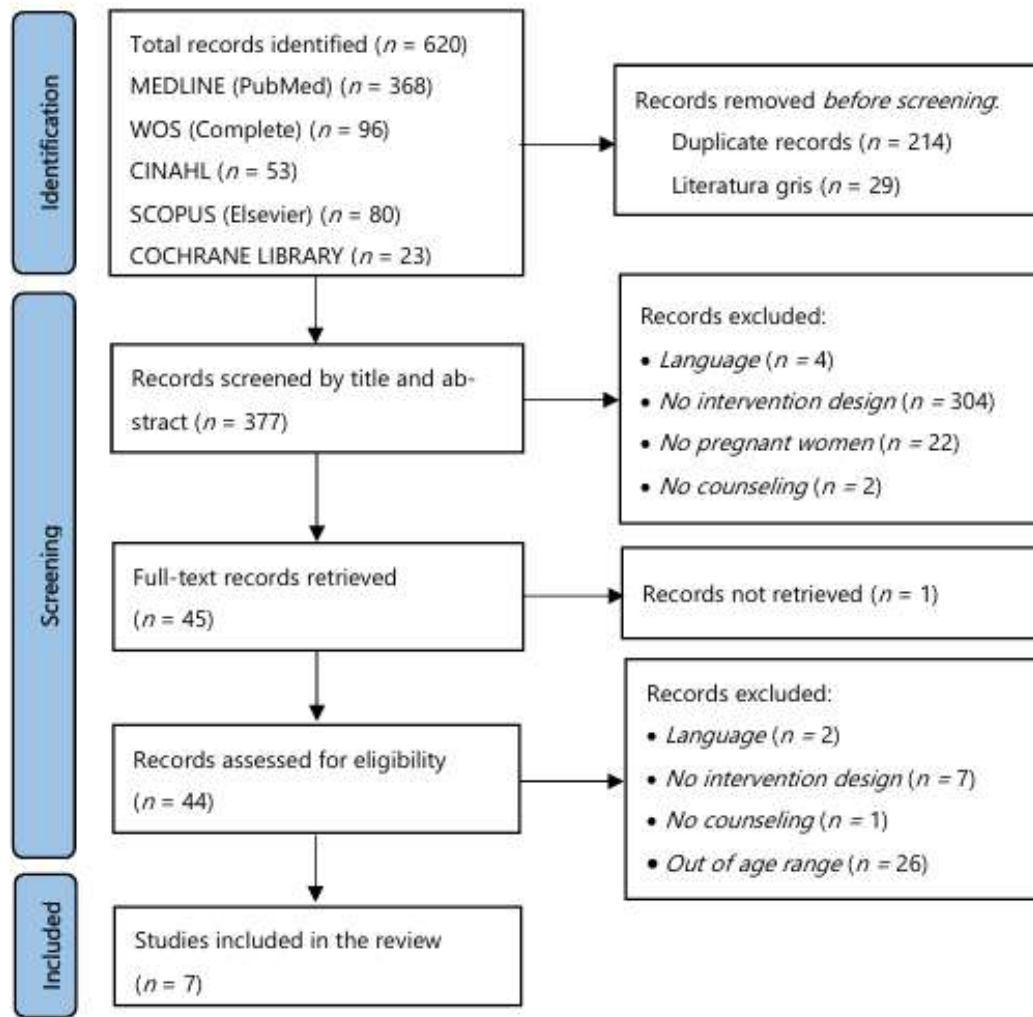 Identification
Total records identified (n = 620)
MEDLINE (PubMed) (n = 368)
WOS (Complete) (n = 96)
CINAHL (n = 53)
SCOPUS (Elsevier) (n = 80)
COCHRANE LIBRARY (n = 23)
Records removed before screening:
Duplicate records (n = 214)
Literatura gris (n = 29)
Screening
Records screened by title and ab-
stract (n = 377)
Records excluded:
• Language (n = 4)
• No intervention design (n = 304)
• No pregnant women (n = 22)
• No counseling (n = 2)
Full-text records retrieved
(n = 45)
Records not retrieved (n = 1)
Records assessed for eligibility
(n = 44)
Records excluded:
• Language (n = 2)
• No intervention design (n = 7)
• No counseling (n = 1)
• Out of age range (n = 26)
Included
Studies included in the review
(n = 7)